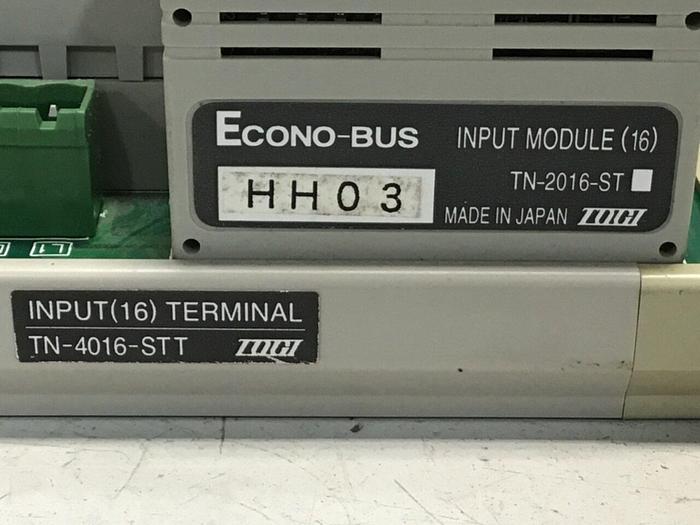 ECONO-BUS INPUT MODULE (16)
TN-2016-ST
HH03
MADE IN JAPAN TOGI
L1
INPUT(16) TERMINAL
TN-4016-STT TOGI